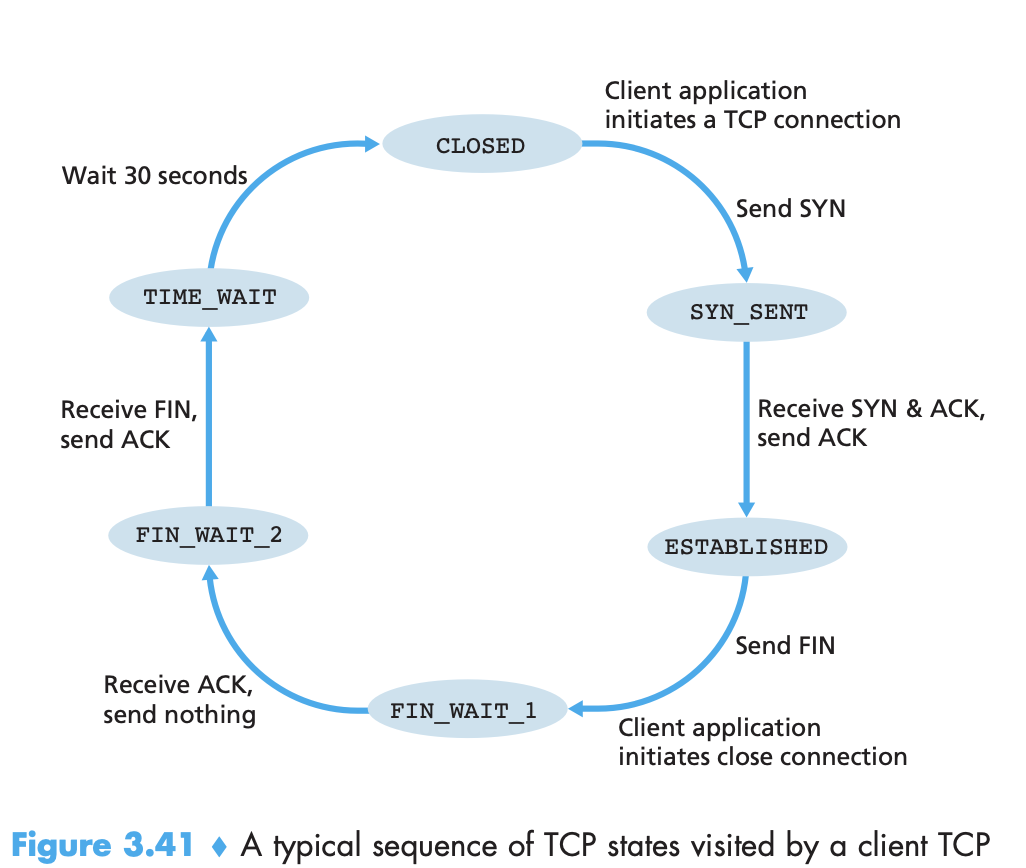 CLOSED
Client application
initiates a TCP connection
Send SYN
SYN_SENT
Receive SYN & ACK,
send ACK
ESTABLISHED
Send FIN
Client application
initiates close connection
FIN_WAIT_1
Receive ACK,
send nothing
FIN_WAIT_2
Receive FIN,
send ACK
TIME_WAIT
Wait 30 seconds
Figure 3.41 ♦ A typical sequence of TCP states visited by a client TCP